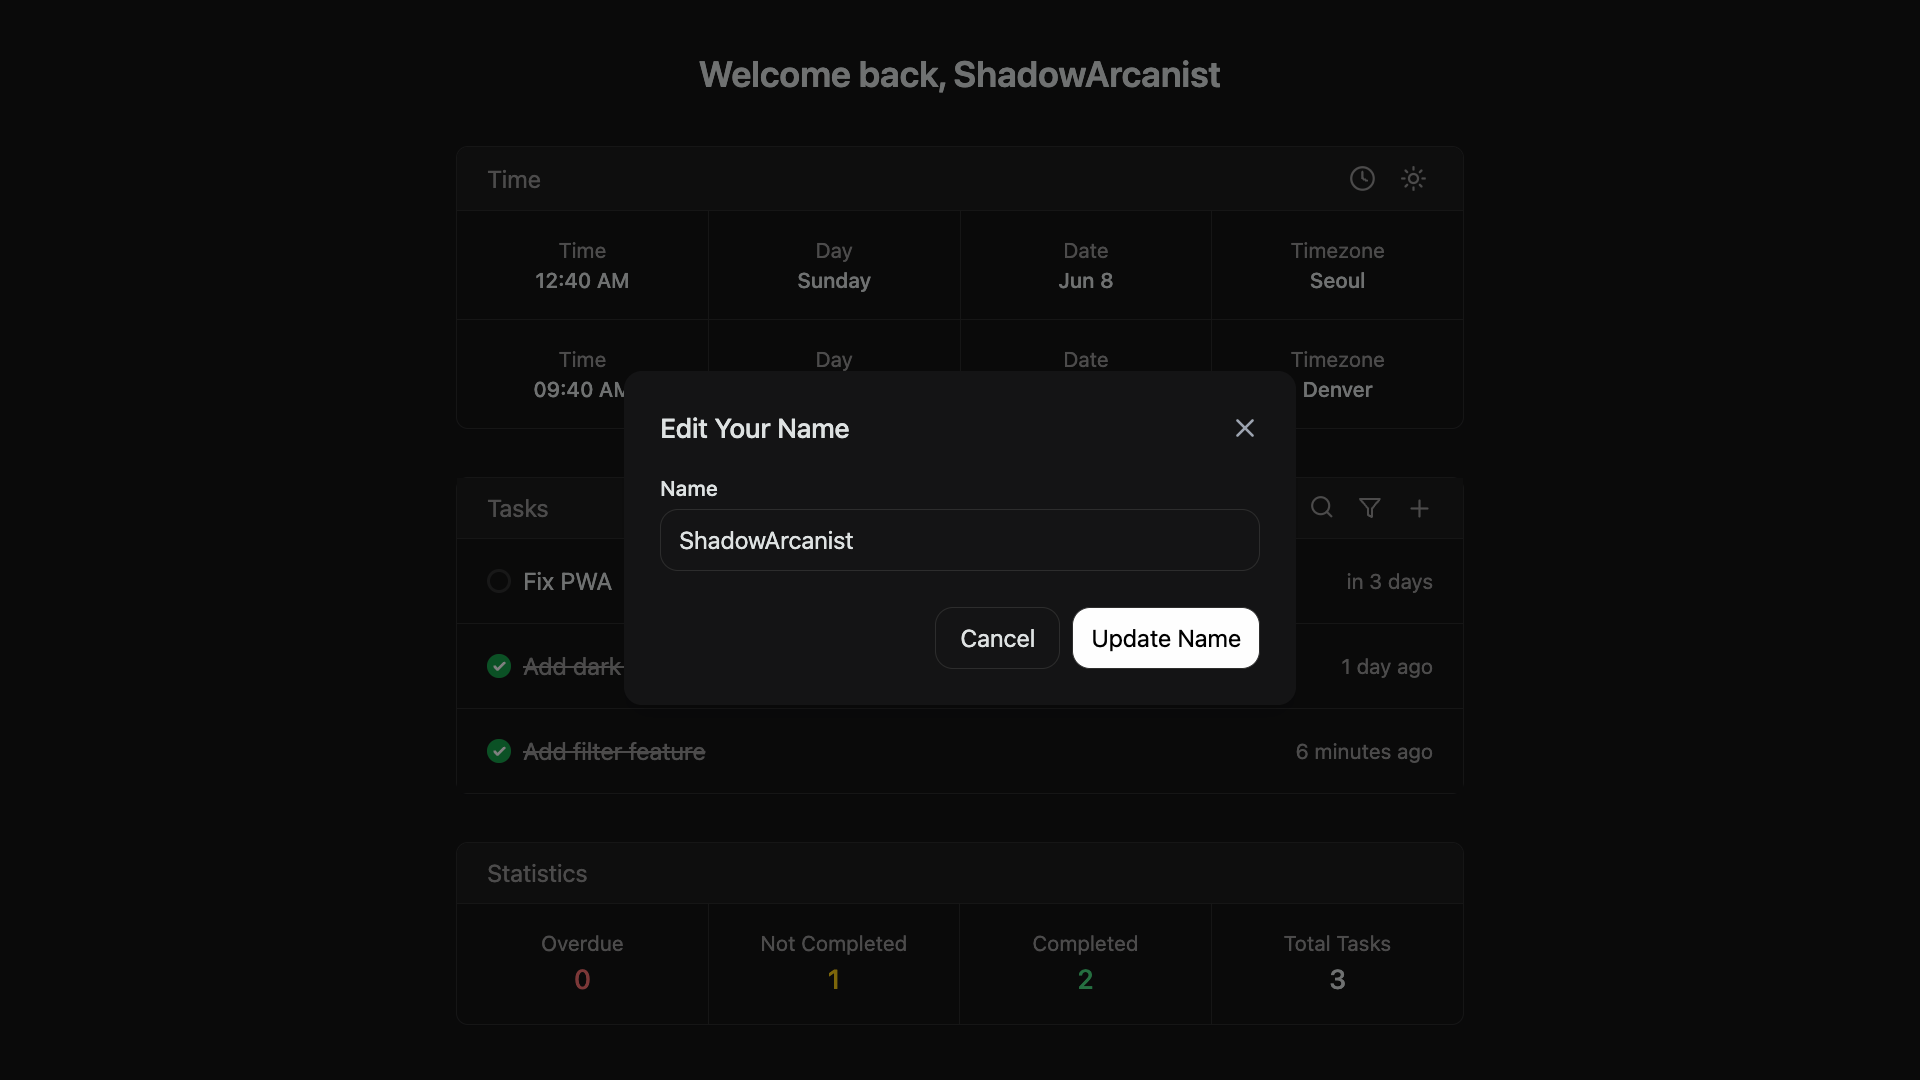 Welcome back, ShadowArcanist
Time
Time Day Date Timezone
12:40 AM Sunday Jun 8 Seoul
Time Day Date Timezone
09:40 AM Denver
Edit Your Name
Name
ShadowArcanist
Cancel Update Name
Tasks
Fix PWA in 3 days
Add dark 1 day ago
Add filter feature 6 minutes ago
Statistics
Overdue Not Completed Completed Total Tasks
0 1 2 3